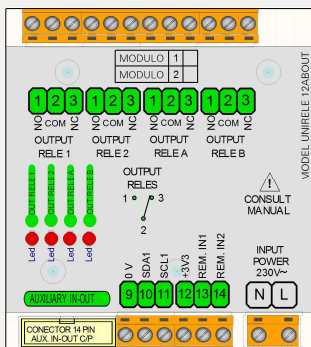 MODULO 1
MODULO 2
MODEL UNIRELE 12ABOUT
1 2 3 1 2 3 1 2 3 1 2 3
NO COM NC NO COM NC NO COM NC NO COM NC
OUTPUT RELE 1
OUTPUT RELE 2
OUTPUT RELE A
OUTPUT RELE B
OUT RELE 1
OUT RELE 2
OUT RELE A
OUT RELE B
Led
Led
Led
Led
OUTPUT
RELES
1 3
2
CONSULT
MANUAL
INPUT
POWER
230V~
N L
0 V
SDA1
SCL1
+3V3
REM. IN1
REM. IN2
9 10 11 12 13 14
AUXILIARY IN-OUT
CONECTOR 14 PIN
AUX. IN-OUT C/P